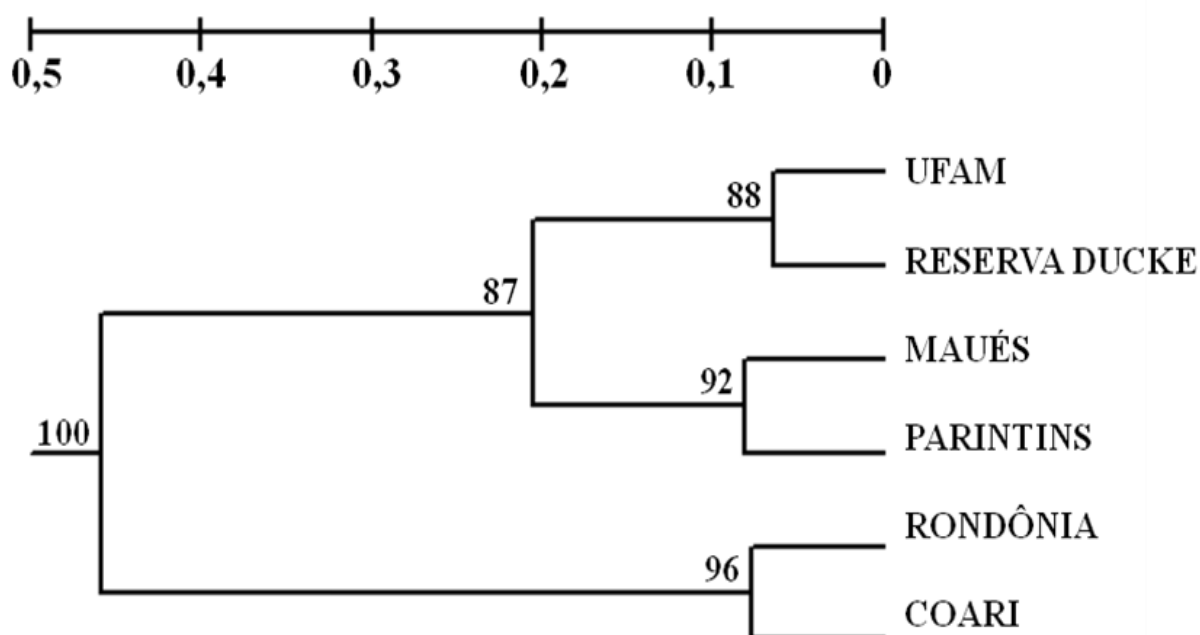 0,5 0,4 0,3 0,2 0,1 0
UFAM
88
RESERVA DUCKE
87
MAUÉS
92
PARINTINS
100
RONDÔNIA
96
COARI